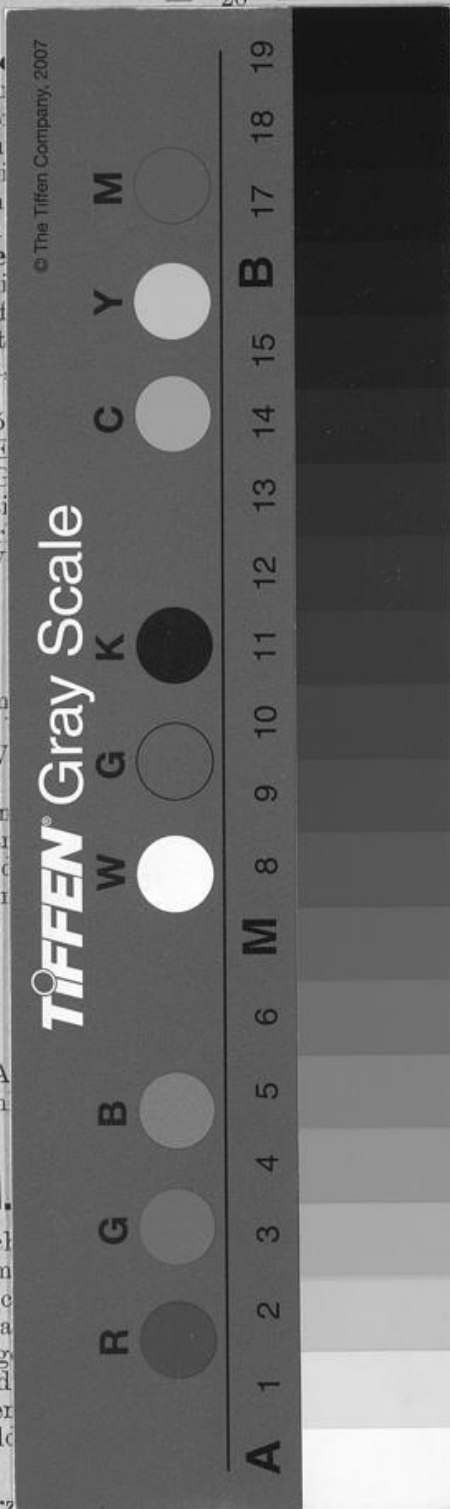 20
© The Tiffen Company, 2007
TIFFEN® Gray Scale
R G B W G K C Y M
A 1 2 3 4 5 6 M 8 9 10 11 12 13 14 15 B 17 18 19